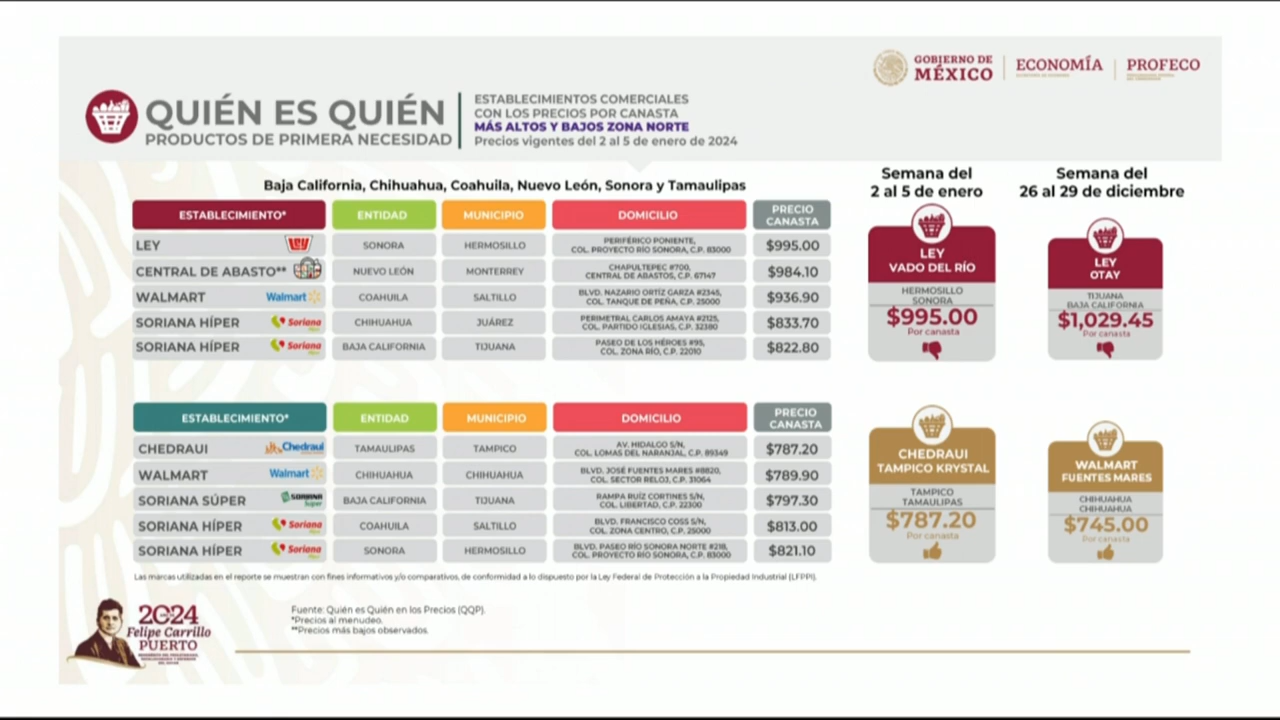 GOBIERNO DE
MÉXICO
ECONOMÍA
PROFECO
QUIÉN ES QUIÉN
PRODUCTOS DE PRIMERA NECESIDAD
ESTABLECIMIENTOS COMERCIALES
CON LOS PRECIOS POR CANASTA
MÁS ALTOS Y BAJOS ZONA NORTE
Precios vigentes del 2 al 5 de enero de 2024
Baja California, Chihuahua, Coahuila, Nuevo León, Sonora y Tamaulipas
ESTABLECIMIENTO* ENTIDAD MUNICIPIO DOMICILIO PRECIO
CANASTA
LEY Ley SONORA HERMOSILLO PERIFÉRICO PONIENTE,
COL. PROYECTO RÍO SONORA, C.P. 83000 $995.00
CENTRAL DE ABASTO** NUEVO LEÓN MONTERREY CHAPULTEPEC #700,
CENTRAL DE ABASTOS, C.P. 67147 $984.10
WALMART Walmart COAHUILA SALTILLO BLVD. NAZARIO ORTÍZ GARZA #2345,
COL. TANQUE DE PEÑA, C.P. 25000 $936.90
SORIANA HÍPER Soriana CHIHUAHUA JUÁREZ PERIMETRAL CARLOS AMAYA #2125,
COL. PARTIDO IGLESIAS, C.P. 32380 $833.70
SORIANA HÍPER Soriana BAJA CALIFORNIA TIJUANA PASEO DE LOS HÉROES #95,
COL. ZONA RÍO, C.P. 22010 $822.80
ESTABLECIMIENTO* ENTIDAD MUNICIPIO DOMICILIO PRECIO
CANASTA
CHEDRAUI Chedraui TAMAULIPAS TAMPICO AV. HIDALGO S/N,
COL. LOMAS DEL NARANJAL, C.P. 89349 $787.20
WALMART Walmart CHIHUAHUA CHIHUAHUA BLVD. JOSÉ FUENTES MARES #8820,
COL. SECTOR RELOJ, C.P. 31064 $789.90
SORIANA SÚPER SORIANA Súper BAJA CALIFORNIA TIJUANA RAMPA RUÍZ CORTINES S/N,
COL. LIBERTAD, C.P. 22300 $797.30
SORIANA HÍPER Soriana COAHUILA SALTILLO BLVD. FRANCISCO COSS S/N,
COL. ZONA CENTRO, C.P. 25000 $813.00
SORIANA HÍPER Soriana SONORA HERMOSILLO BLVD. PASEO RÍO SONORA NORTE #218,
COL. PROYECTO RÍO SONORA, C.P. 83000 $821.10
Semana del
2 al 5 de enero
LEY
VADO DEL RÍO
HERMOSILLO
SONORA
$995.00
Por canasta
Semana del
26 al 29 de diciembre
LEY
OTAY
TIJUANA
BAJA CALIFORNIA
$1,029.45
Por canasta
CHEDRAUI
TAMPICO KRYSTAL
TAMPICO
TAMAULIPAS
$787.20
Por canasta
WALMART
FUENTES MARES
CHIHUAHUA
CHIHUAHUA
$745.00
Por canasta
Las marcas utilizadas en el reporte se muestran con fines informativos y/o comparativos, de conformidad a lo dispuesto por la Ley Federal de Protección a la Propiedad Industrial (LFPPI).
2024
Felipe Carrillo
PUERTO
Fuente: Quién es Quién en los Precios (QQP).
*Precios al menudeo.
**Precios más bajos observados.